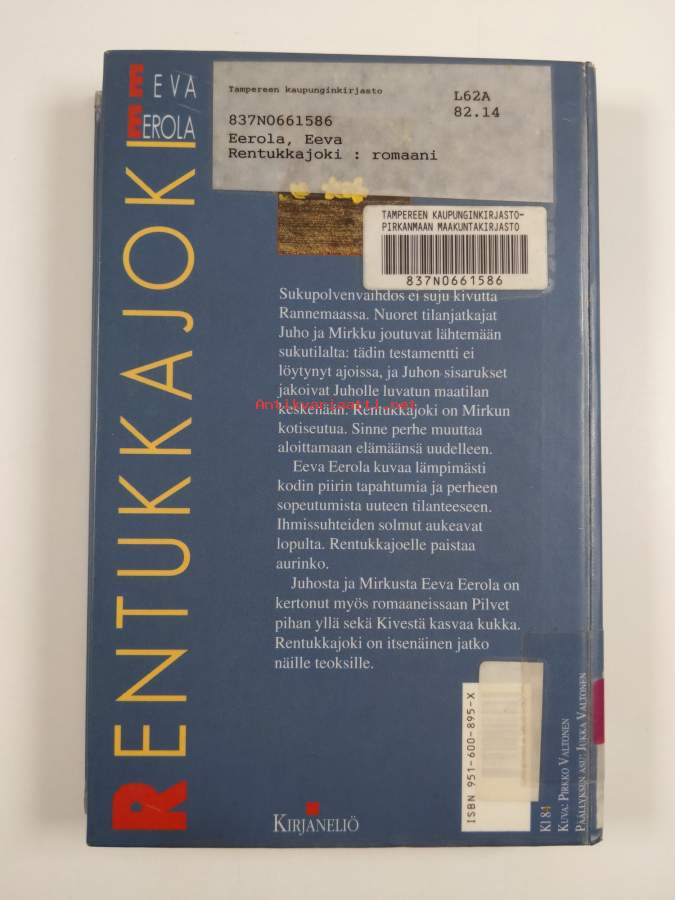 EEVA
EEROLA
RENTUKKAJOKI
Tampereen kaupunginkirjasto
L62A
837N0661586
82.14
Eerola, Eeva
Rentukkajoki : romaani
TAMPEREEN KAUPUNGINKIRJASTO-
PIRKANMAAN MAAKUNTAKIRJASTO
837N0661586
Sukupolvenvaihdos ei suju kivutta
Rannemaassa. Nuoret tilanjatkajat
Juho ja Mirkku joutuvat lähtemään
sukutilalta: tädin testamentti ei
löytynyt ajoissa, ja Juhon sisarukset
jakoivat Juholle luvatun maatilan
Antikvariaatti.net
keskenään. Rentukkajoki on Mirkun
kotiseutua. Sinne perhe muuttaa
aloittamaan elämäänsä uudelleen.
Eeva Eerola kuvaa lämpimästi
kodin piirin tapahtumia ja perheen
sopeutumista uuteen tilanteeseen.
Ihmissuhteiden solmut aukeavat
lopulta. Rentukkajoelle paistaa
aurinko.
Juhosta ja Mirkusta Eeva Eerola on
kertonut myös romaaneissaan Pilvet
pihan yllä sekä Kivestä kasvaa kukka.
Rentukkajoki on itsenäinen jatko
näille teoksille.
ISBN 951-600-895-X
Kl 84
KUVA: PIRKKO VALTONEN
PÄÄLLYKSEN ASU: JUKKA VALTONEN
KIRJANELIÖ